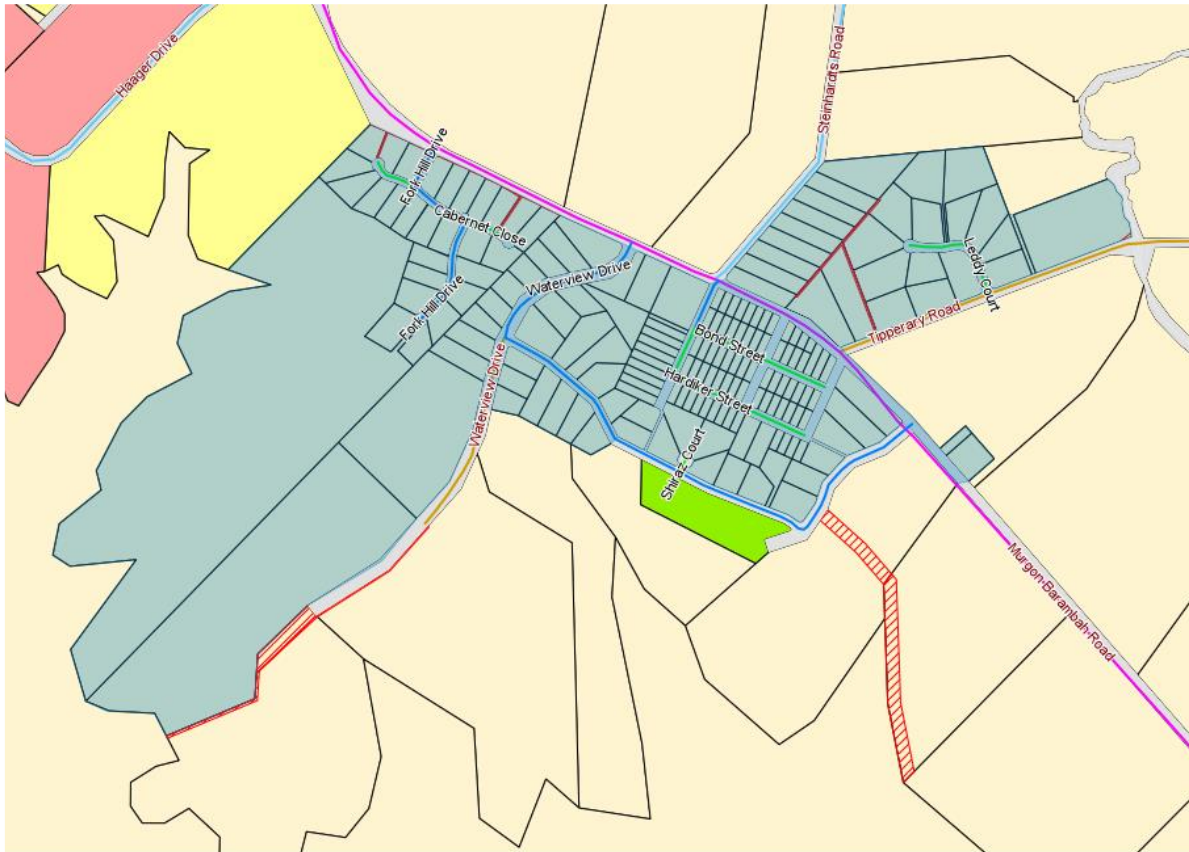 Haager Drive
Steinhardts Road
Fork Hill Drive
Cabernet Close
Leddy Court
Waterview Drive
Fork Hill Drive
Tipperary Road
Bond Street
Waterview Drive
Hardiker Street
Shiraz Court
Murgon-Barambah Road